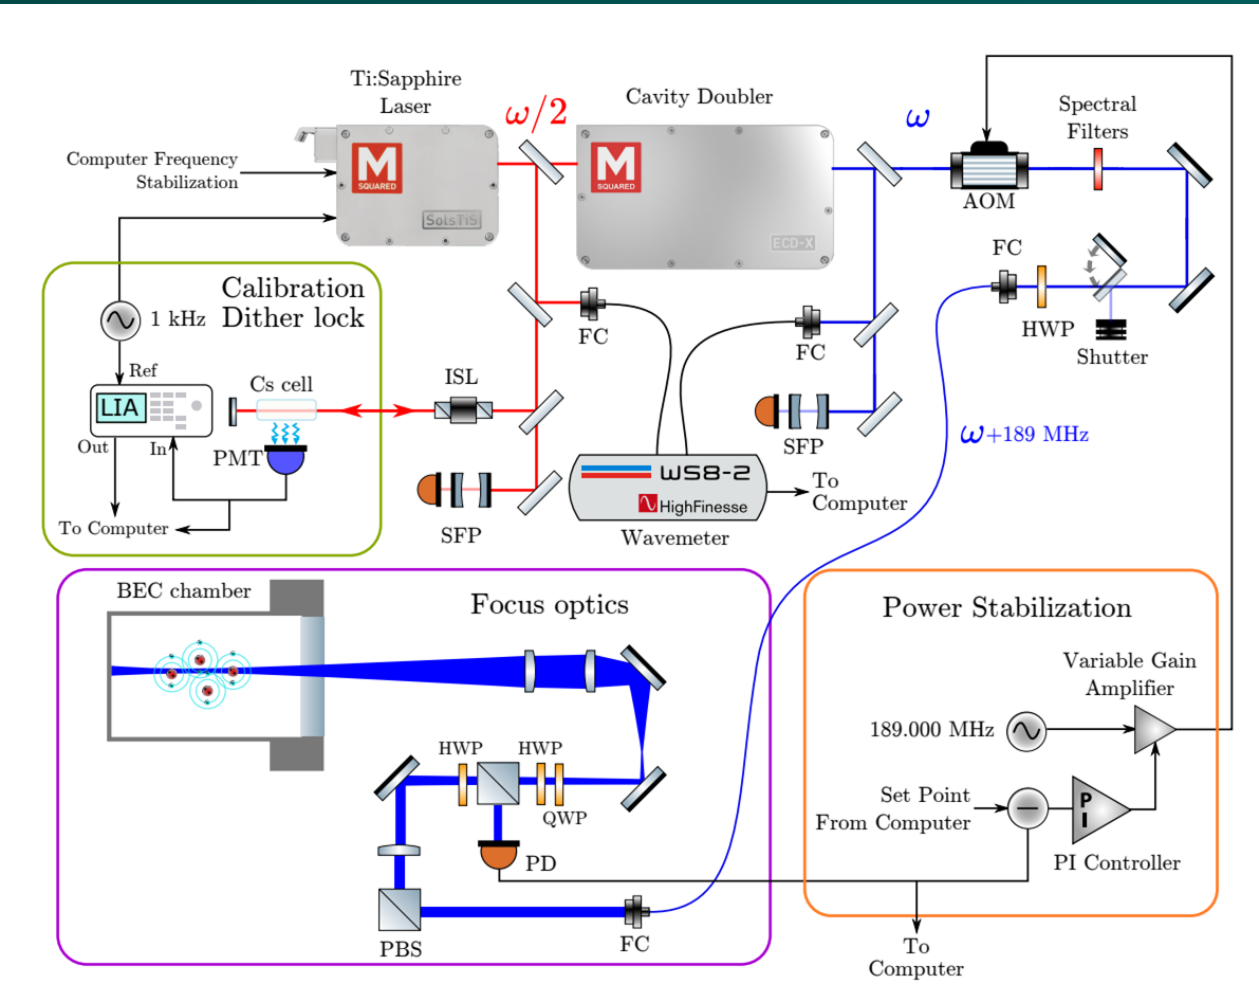 Ti:Sapphire
Laser
ω/2
Cavity Doubler
ω
Spectral
Filters
Computer Frequency
Stabilization
M
SQUARED
SolsTiS
M
SQUARED
ECD-X
AOM
FC
HWP
Shutter
Calibration
Dither lock
1 kHz
Ref
LIA
Cs cell
Out
In
PMT
To Computer
ISL
FC
FC
SFP
SFP
WS8-2
HighFinesse
Wavemeter
To
Computer
ω+189 MHz
BEC chamber
Focus optics
HWP
HWP
QWP
PD
PBS
FC
Power Stabilization
Variable Gain
Amplifier
189.000 MHz
Set Point
From Computer
P
I
PI Controller
To
Computer